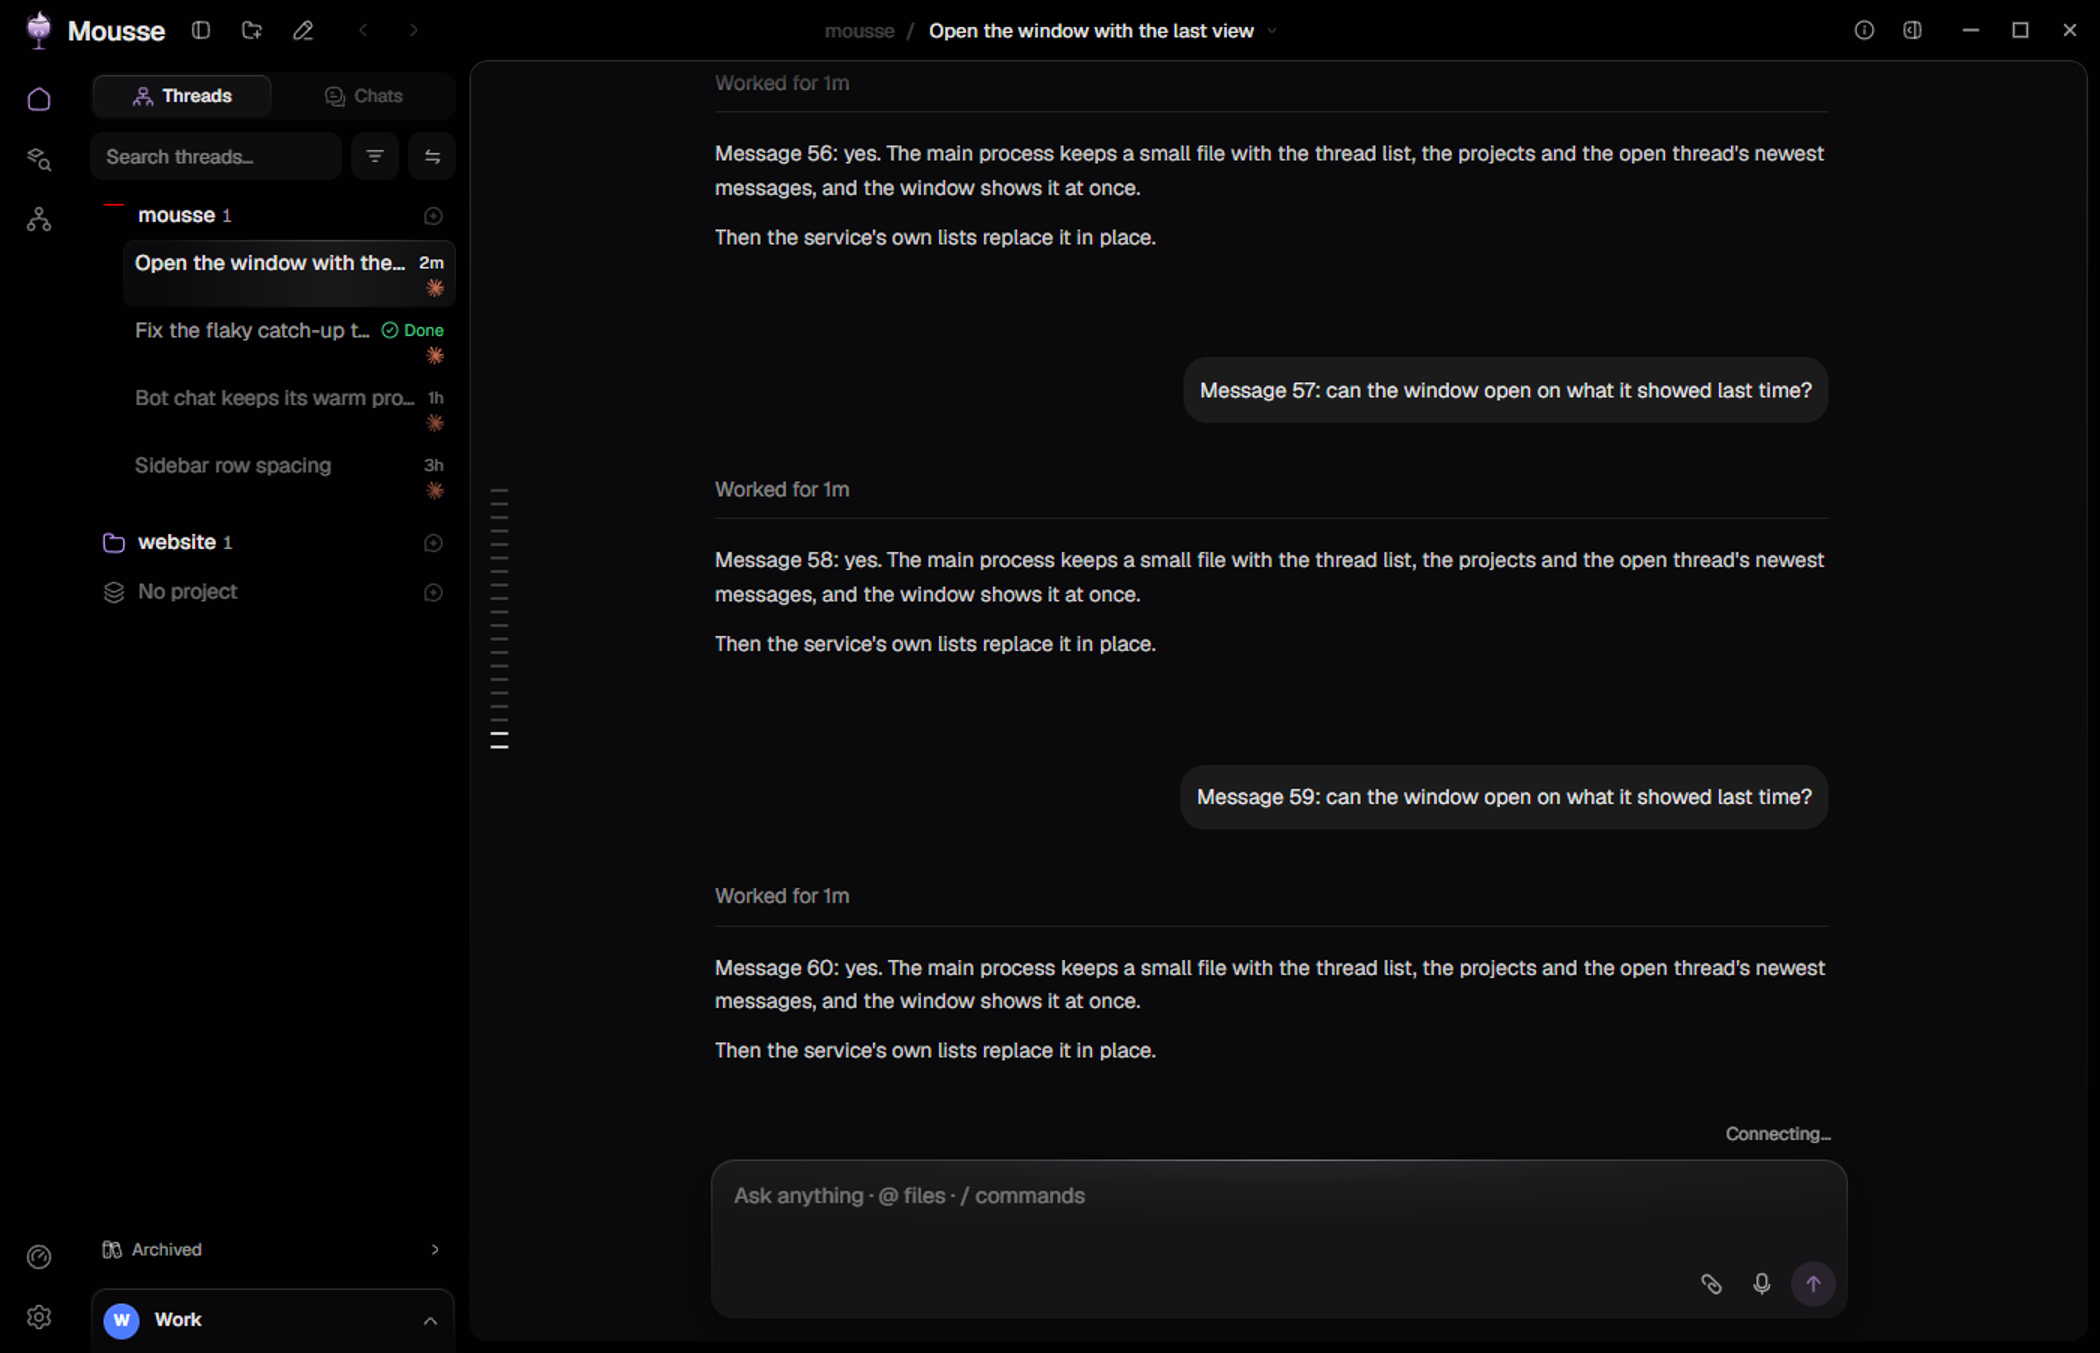 Mousse
mousse / Open the window with the last view
Threads
Chats
Search threads...
mousse 1
Open the window with the... 2m
Fix the flaky catch-up t... Done
Bot chat keeps its warm pro... 1h
Sidebar row spacing 3h
website 1
No project
Archived
W Work
Worked for 1m
Message 56: yes. The main process keeps a small file with the thread list, the projects and the open thread's newest
messages, and the window shows it at once.
Then the service's own lists replace it in place.
Message 57: can the window open on what it showed last time?
Worked for 1m
Message 58: yes. The main process keeps a small file with the thread list, the projects and the open thread's newest
messages, and the window shows it at once.
Then the service's own lists replace it in place.
Message 59: can the window open on what it showed last time?
Worked for 1m
Message 60: yes. The main process keeps a small file with the thread list, the projects and the open thread's newest
messages, and the window shows it at once.
Then the service's own lists replace it in place.
Connecting...
Ask anything · @ files · / commands